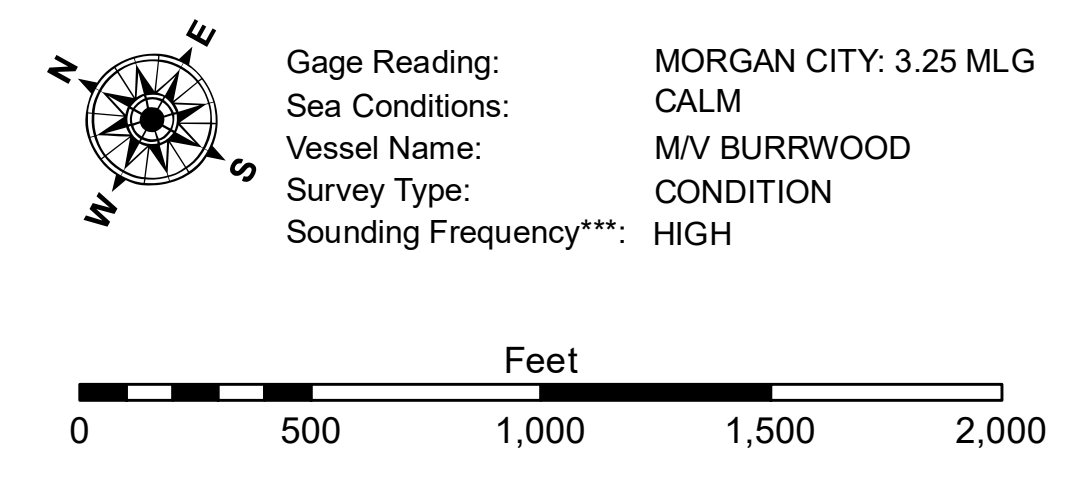 N
E
S
W
Gage Reading: MORGAN CITY: 3.25 MLG
Sea Conditions: CALM
Vessel Name: M/V BURRWOOD
Survey Type: CONDITION
Sounding Frequency***: HIGH
Feet
0 500 1,000 1,500 2,000